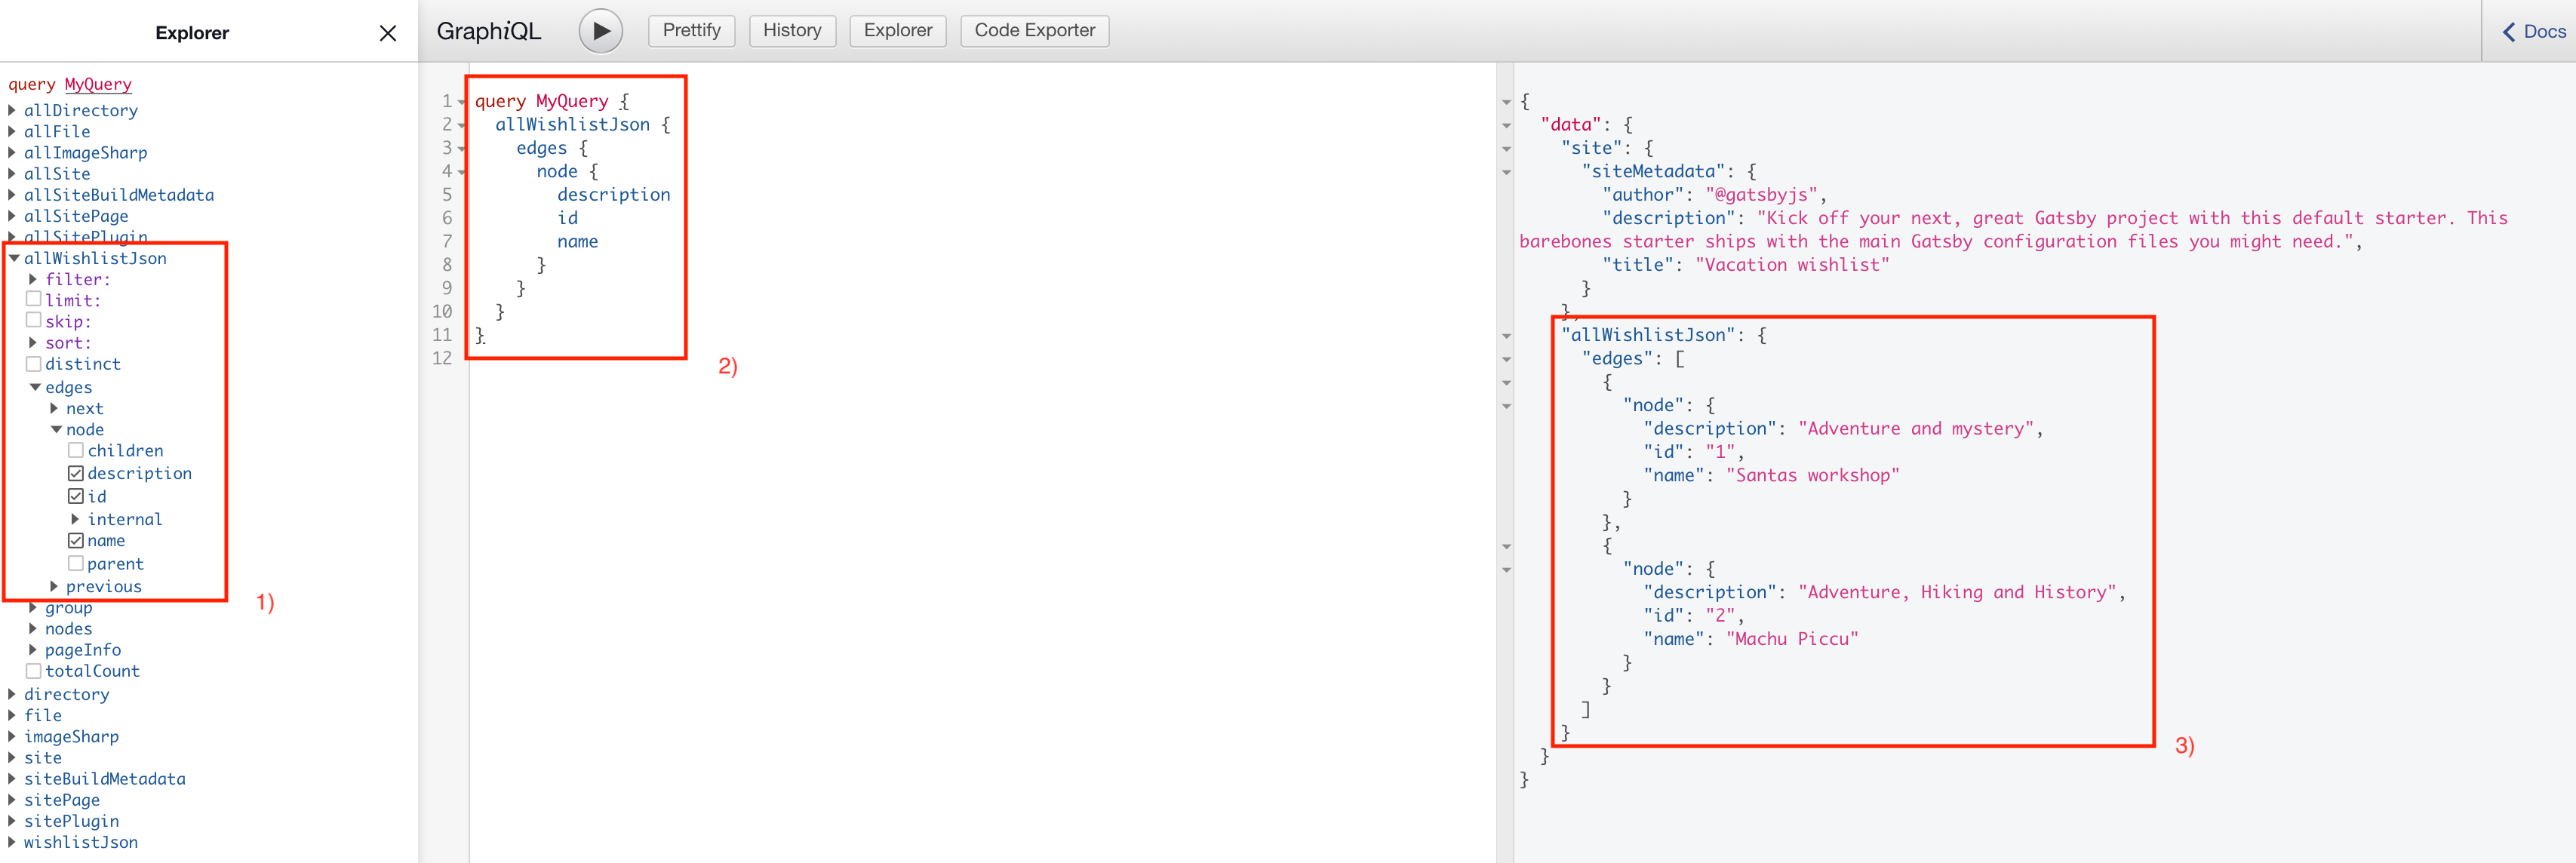 Explorer
query MyQuery
allDirectory
allFile
allImageSharp
allSite
allSiteBuildMetadata
allSitePage
allSitePlugin
allWishlistJson
filter:
limit:
skip:
sort:
distinct
edges
next
node
children
description
id
internal
name
parent
previous
1)
group
nodes
pageInfo
totalCount
directory
file
imageSharp
site
siteBuildMetadata
sitePage
sitePlugin
wishlistJson
GraphiQL Prettify History Explorer Code Exporter Docs
1 query MyQuery {
2 allWishlistJson {
3 edges {
4 node {
5 description
6 id
7 name
8 }
9 }
10 }
11 }
12
2)
{
"data": {
"site": {
"siteMetadata": {
"author": "@gatsbyjs",
"description": "Kick off your next, great Gatsby project with this default starter. This
barebones starter ships with the main Gatsby configuration files you might need.",
"title": "Vacation wishlist"
}
},
"allWishlistJson": {
"edges": [
{
"node": {
"description": "Adventure and mystery",
"id": "1",
"name": "Santas workshop"
}
},
{
"node": {
"description": "Adventure, Hiking and History",
"id": "2",
"name": "Machu Piccu"
}
}
]
}
3)
}
}